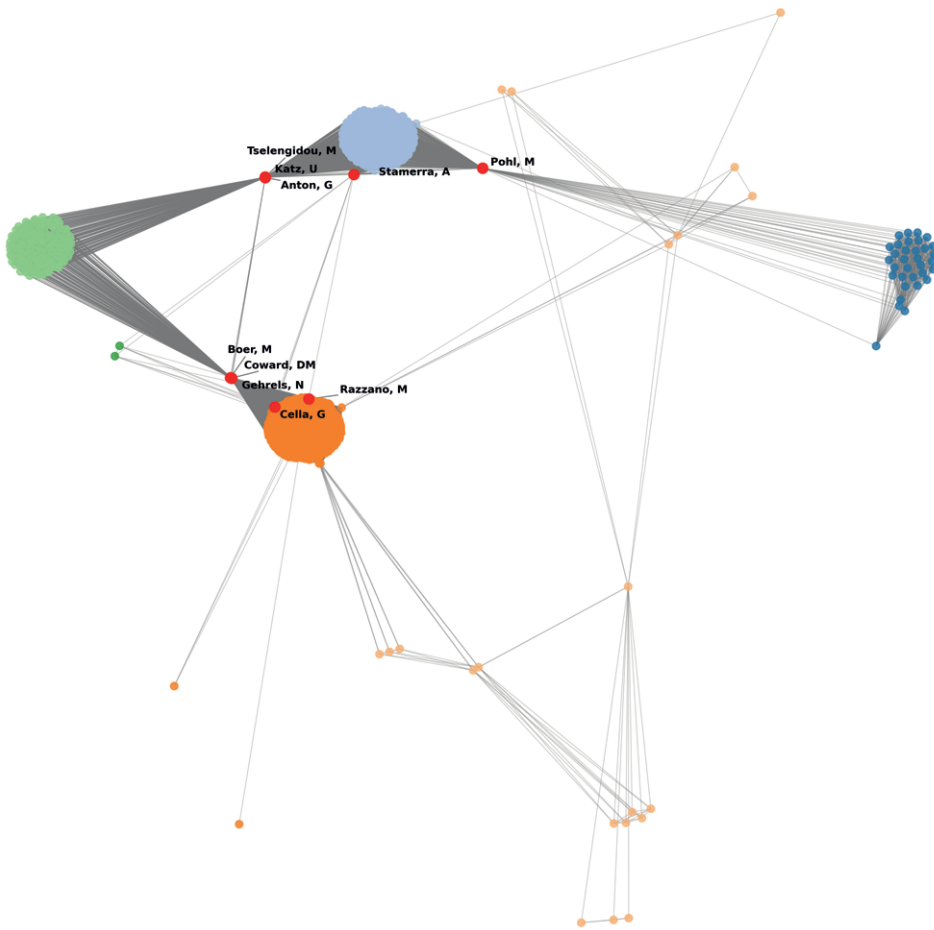 Tselengidou, M
Katz, U
Anton, G
Stamerra, A
Pohl, M
Boer, M
Coward, DM
Gehrels, N
Razzano, M
Cella, G